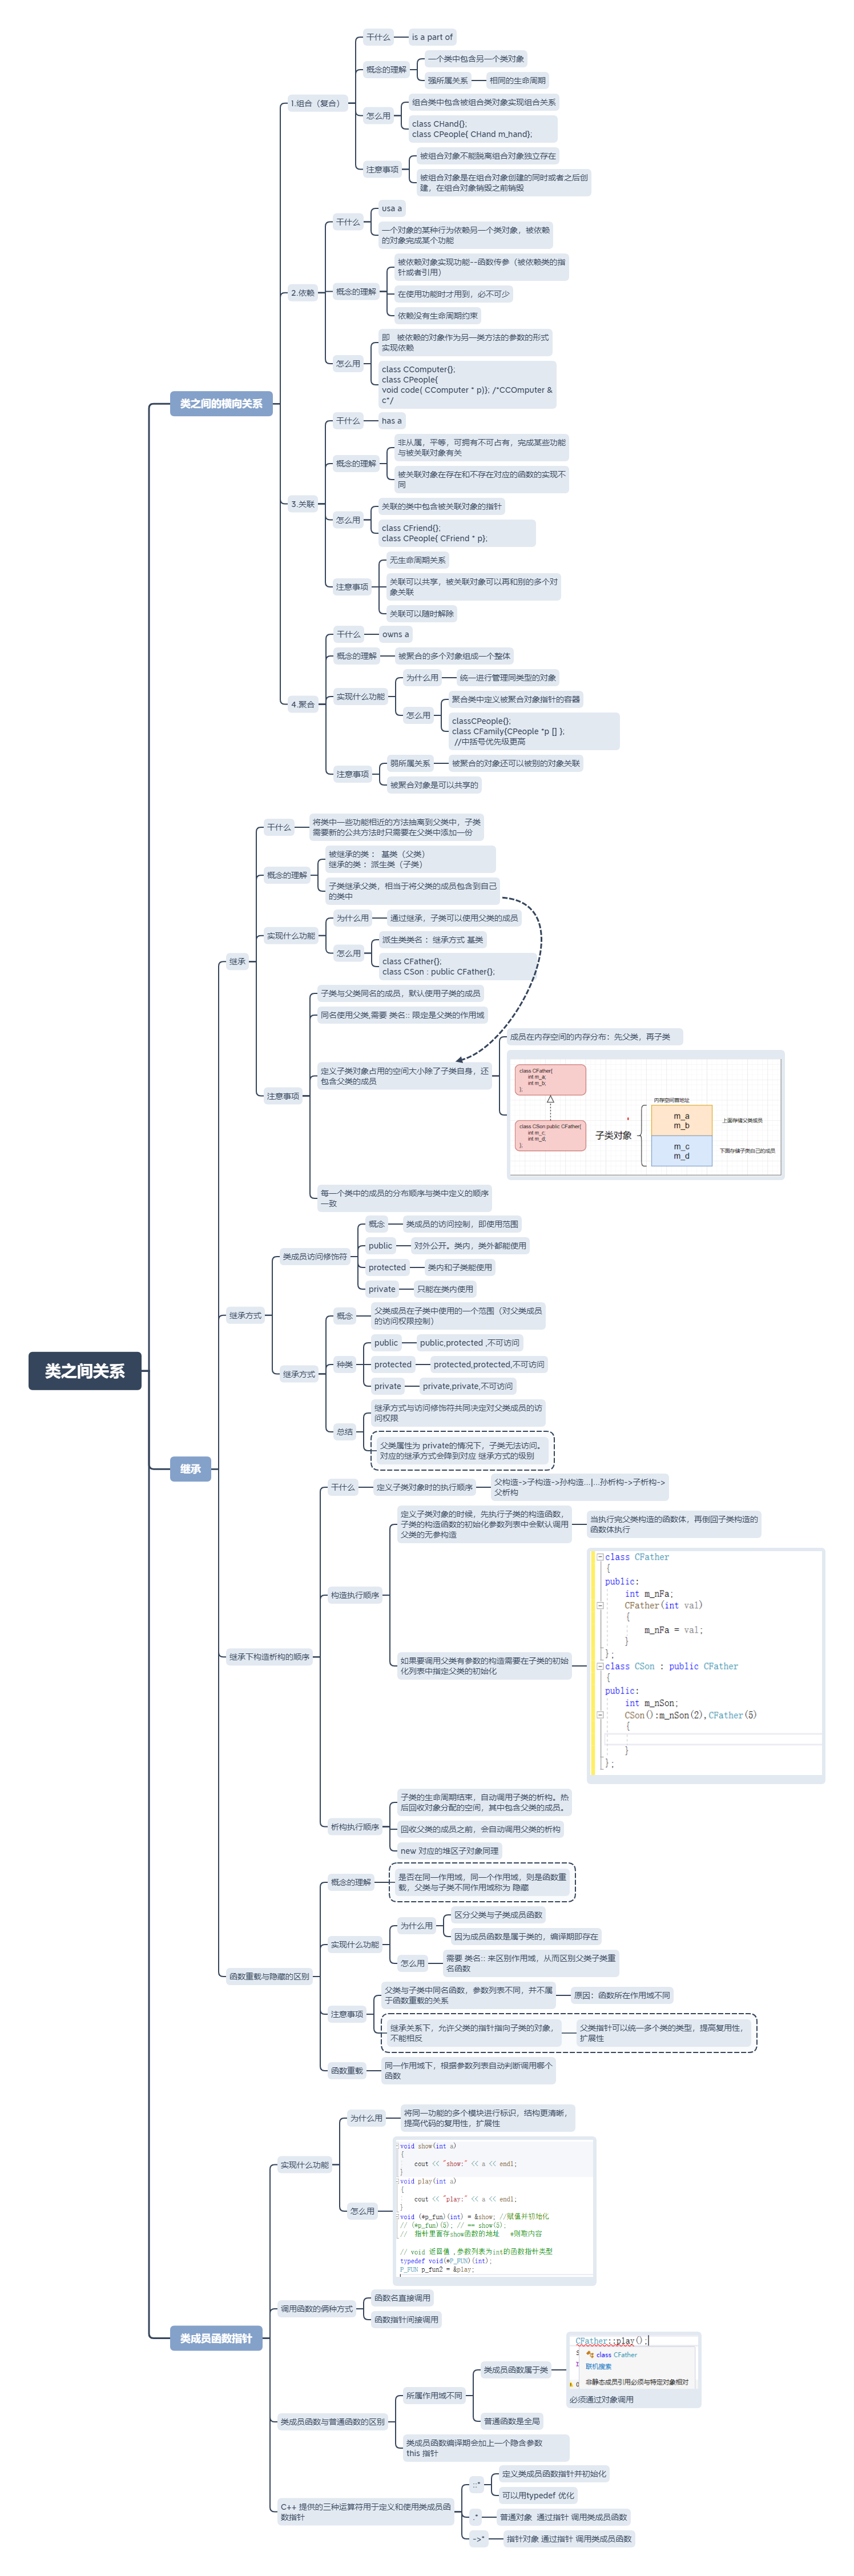 类之间关系
类之间的横向关系
1.组合（复合）
干什么
is a part of
概念的理解
一个类中包含另一个类对象
强所属关系
相同的生命周期
怎么用
组合类中包含被组合类对象实现组合关系
class CHand{};
class CPeople{ CHand m_hand};
注意事项
被组合对象不能脱离组合对象独立存在
被组合对象是在组合对象创建的同时或者之后创
建，在组合对象销毁之前销毁
2.依赖
干什么
usa a
一个对象的某种行为依赖另一个类对象，被依赖
的对象完成某个功能
概念的理解
被依赖对象实现功能--函数传参（被依赖类的指
针或者引用）
在使用功能时才用到，必不可少
依赖没有生命周期约束
怎么用
即 被依赖的对象作为另一类方法的参数的形式
实现依赖
class CComputer{};
class CPeople{
void code( CComputer * p)}; /*CCOmputer &
c*/
3.关联
干什么
has a
概念的理解
非从属，平等，可拥有不可占有，完成某些功能
与被关联对象有关
被关联对象在存在和不存在对应的函数的实现不
同
怎么用
关联的类中包含被关联对象的指针
class CFriend{};
class CPeople{ CFriend * p};
注意事项
无生命周期关系
关联可以共享，被关联对象可以再和别的多个对
象关联
关联可以随时解除
4.聚合
干什么
owns a
概念的理解
被聚合的多个对象组成一个整体
实现什么功能
为什么用
统一进行管理同类型的对象
怎么用
聚合类中定义被聚合对象指针的容器
classCPeople{};
class CFamily{CPeople *p [] };
//中括号优先级更高
注意事项
弱所属关系
被聚合的对象还可以被别的对象关联
被聚合对象是可以共享的
继承
继承
干什么
将类中一些功能相近的方法抽离到父类中，子类
需要新的公共方法时只需要在父类中添加一份
概念的理解
被继承的类 ： 基类（父类）
继承的类 ：派生类（子类）
子类继承父类，相当于将父类的成员包含到自己
的类中
实现什么功能
为什么用
通过继承，子类可以使用父类的成员
怎么用
派生类类名 ：继承方式 基类
class CFather{};
class CSon : public CFather{};
注意事项
子类与父类同名的成员，默认使用子类的成员
同名使用父类,需要 类名:: 限定是父类的作用域
定义子类对象占用的空间大小除了子类自身，还
包含父类的成员
成员在内存空间的内存分布：先父类，再子类
class CFather{
int m_a;
int m_b;
};
class CSon:public CFather{
int m_c;
int m_d;
};
子类对象
内存空间首地址
m_a
m_b
m_c
m_d
上面存储父类成员
下面存储子类自己的成员
每一个类中的成员的分布顺序与类中定义的顺序
一致
继承方式
类成员访问修饰符
概念
类成员的访问控制，即使用范围
public
对外公开。类内，类外都能使用
protected
类内和子类能使用
private
只能在类内使用
继承方式
概念
父类成员在子类中使用的一个范围（对父类成员
的访问权限控制）
种类
public
public,protected ,不可访问
protected
protected,protected,不可访问
private
private,private,不可访问
总结
继承方式与访问修饰符共同决定对父类成员的访
问权限
父类属性为 private的情况下，子类无法访问。
对应的继承方式会降到对应 继承方式的级别
继承下构造析构的顺序
干什么
定义子类对象时的执行顺序
父构造->子构造->孙构造...|...孙析构->子析构->
父析构
构造执行顺序
定义子类对象的时候，先执行子类的构造函数，
子类的构造函数的初始化参数列表中会默认调用
父类的无参构造
当执行完父类构造的函数体，再倒回子类构造的
函数体执行
如果要调用父类有参数的构造需要在子类的初始
化列表中指定父类的初始化
class CFather
{
public:
int m_nFa;
CFather(int val)
{
m_nFa = val;
}
};
class CSon : public CFather
{
public:
int m_nSon;
CSon():m_nSon(2),CFather(5)
{
}
};
析构执行顺序
子类的生命周期结束，自动调用子类的析构。然
后回收对象分配的空间，其中包含父类的成员。
回收父类的成员之前，会自动调用父类的析构
new 对应的堆区子对象同理
函数重载与隐藏的区别
概念的理解
是否在同一作用域，同一个作用域，则是函数重
载，父类与子类不同作用域称为 隐藏
实现什么功能
为什么用
区分父类与子类成员函数
因为成员函数是属于类的，编译期即存在
怎么用
需要 类名:: 来区别作用域，从而区别父类子类重
名函数
注意事项
父类与子类中同名函数，参数列表不同，并不属
于函数重载的关系
原因：函数所在作用域不同
继承关系下，允许父类的指针指向子类的对象，
不能相反
父类指针可以统一多个类的类型，提高复用性，
扩展性
函数重载
同一作用域下，根据参数列表自动判断调用哪个
函数
类成员函数指针
实现什么功能
为什么用
将同一功能的多个模块进行标识，结构更清晰，
提高代码的复用性，扩展性
怎么用
void show(int a)
{
cout << "show:" << a << endl;
}
void play(int a)
{
cout << "play:" << a << endl;
}
void (*p_fun)(int) = &show; //赋值并初始化
// (*p_fun)(5); // == show(5);
// 指针里面存show函数的地址 *则取内容
// void 返回值 ,参数列表为int的函数指针类型
typedef void(*P_FUN)(int);
P_FUN p_fun2 = &play;
调用函数的俩种方式
函数名直接调用
函数指针间接调用
类成员函数与普通函数的区别
所属作用域不同
类成员函数属于类
CFather::play();
class CFather
联机搜索
非静态成员引用必须与特定对象相对
必须通过对象调用
普通函数是全局
类成员函数编译期会加上一个隐含参数
this 指针
C++ 提供的三种运算符用于定义和使用类成员函
数指针
::*
定义类成员函数指针并初始化
可以用typedef 优化
.*
普通对象 通过指针 调用类成员函数
->*
指针对象 通过指针 调用类成员函数